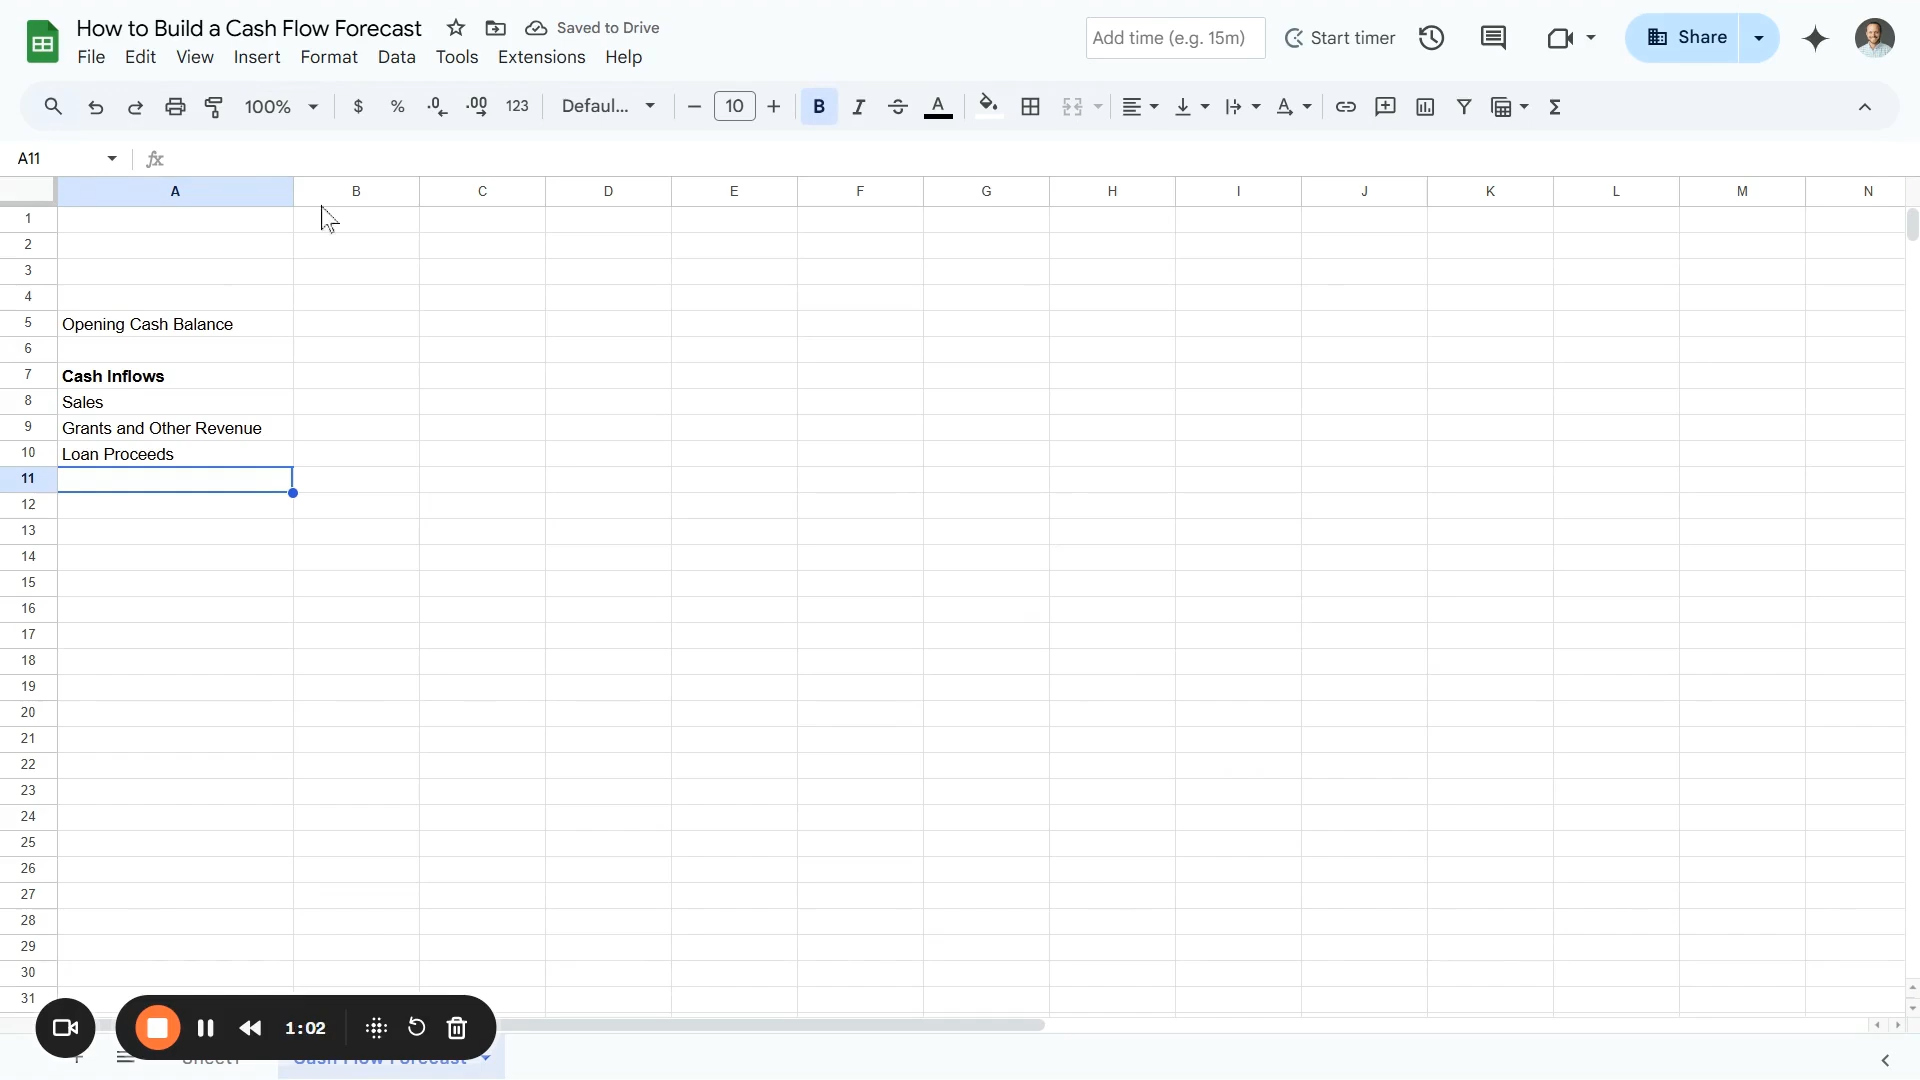 How to Build a Cash Flow Forecast Saved to Drive
File Edit View Insert Format Data Tools Extensions Help
Add time (e.g. 15m) Start timer Share
100% $ % .0 .00 123 Defaul... 10 B I S A
A11 fx
A B C D E F G H I J K L M N
1
2
3
4
5 Opening Cash Balance
6
7 Cash Inflows
8 Sales
9 Grants and Other Revenue
10 Loan Proceeds
11
12
13
14
15
16
17
18
19
20
21
22
23
24
25
26
27
28
29
30
31
1:02
Sheet1 Cash Flow Forecast